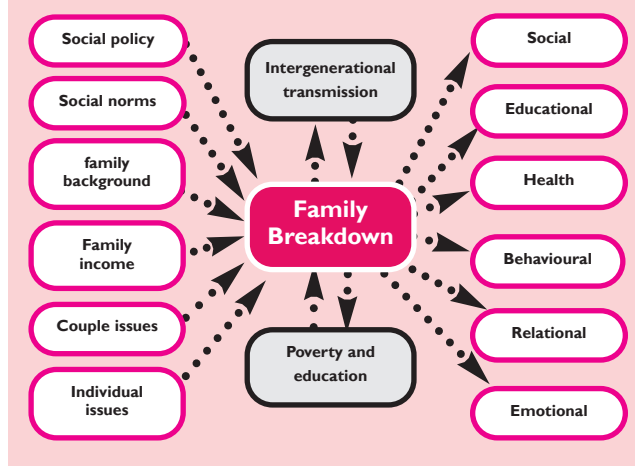 Social policy
Social norms
family
background
Family
income
Couple issues
Individual
issues
Intergenerational
transmission
Family
Breakdown
Poverty and
education
Social
Educational
Health
Behavioural
Relational
Emotional